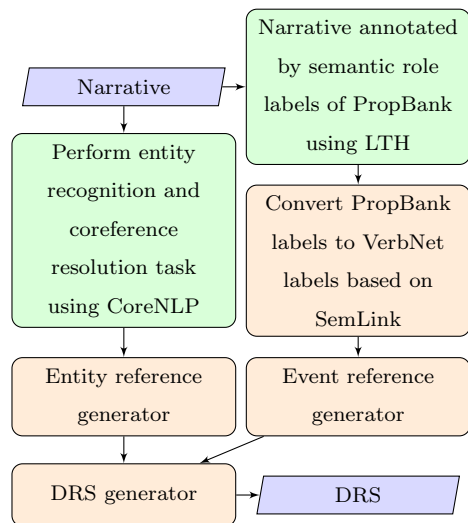 Narrative
Narrative annotated
by semantic role
labels of PropBank
using LTH
Perform entity
recognition and
coreference
resolution task
using CoreNLP
Convert PropBank
labels to VerbNet
labels based on
SemLink
Entity reference
generator
Event reference
generator
DRS generator
DRS